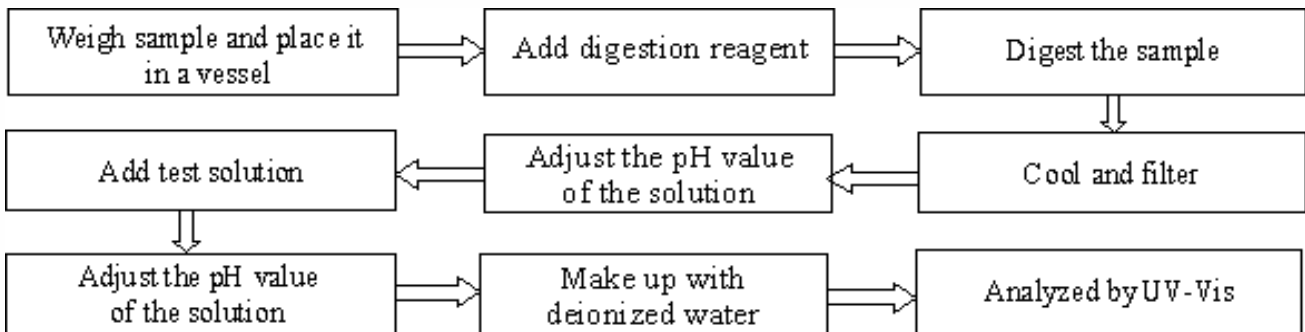 Weigh sample and place it
in a vessel
Add digestion reagent
Digest the sample
Cool and filter
Adjust the pH value
of the solution
Add test solution
Adjust the pH value
of the solution
Make up with
deionized water
Analyzed by UV-Vis